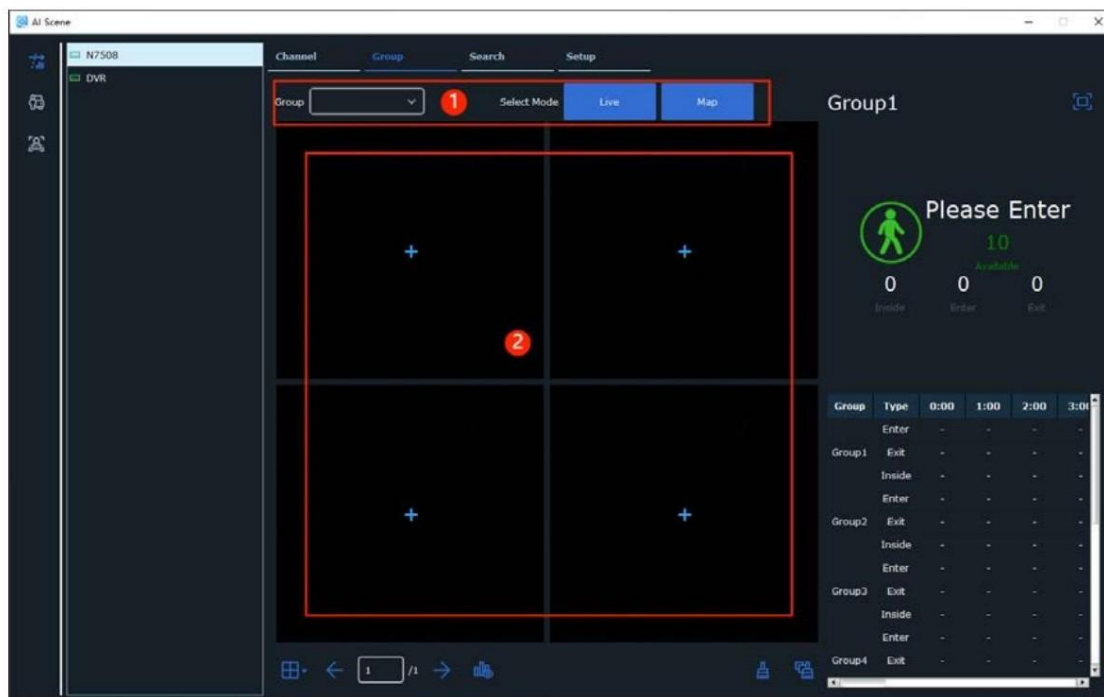 AI Scene
N7508
DVR
Channel Group Search Setup
Group 1 Select Mode Live Map
2
1 /1
Group1
Please Enter
10
Available
0 0 0
Inside Enter Exit
Group Type 0:00 1:00 2:00 3:00
Enter - - - -
Group1 Exit - - - -
Inside - - - -
Enter - - - -
Group2 Exit - - - -
Inside - - - -
Enter - - - -
Group3 Exit - - - -
Inside - - - -
Enter - - - -
Group4 Exit - - - -